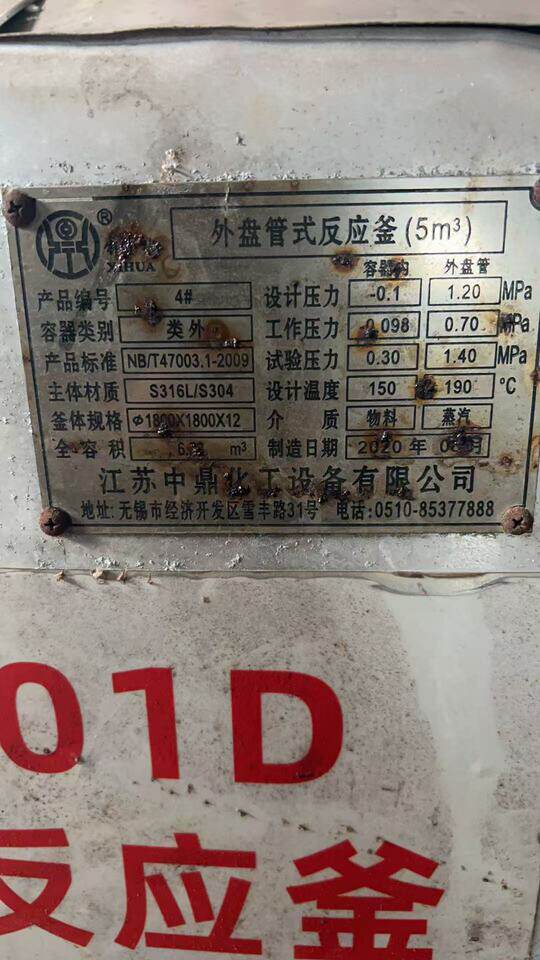 ® 外盘管式反应釜(5m³)
XIHUA
容器内 外盘管
产品编号 4# 设计压力 -0.1 1.20 MPa
容器类别 类外 工作压力 -0.098 0.70 MPa
产品标准 NB/T47003.1-2009 试验压力 0.30 1.40 MPa
主体材质 S316L/S304 设计温度 150 190 °C
釜体规格 Φ1800X1800X12 介质 物料 蒸汽
全容积 m³ 制造日期 2020年 月
江苏中鼎化工设备有限公司
地址:无锡市经济开发区雪丰路31号 电话:0510-85377888
01D
反应釜